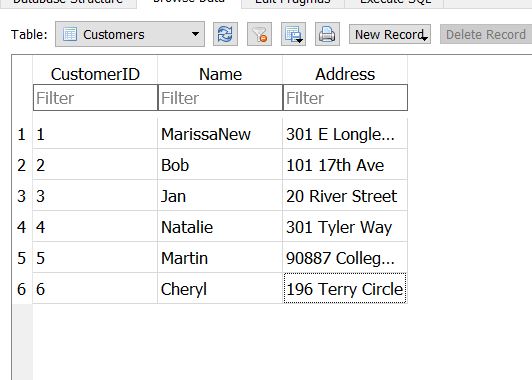 Database Structure Browse Data Edit Pragmas Execute SQL
Table: Customers New Record Delete Record
CustomerID Name Address
Filter Filter Filter
1 1 MarissaNew 301 E Longle...
2 2 Bob 101 17th Ave
3 3 Jan 20 River Street
4 4 Natalie 301 Tyler Way
5 5 Martin 90887 Colleg...
6 6 Cheryl 196 Terry Circle